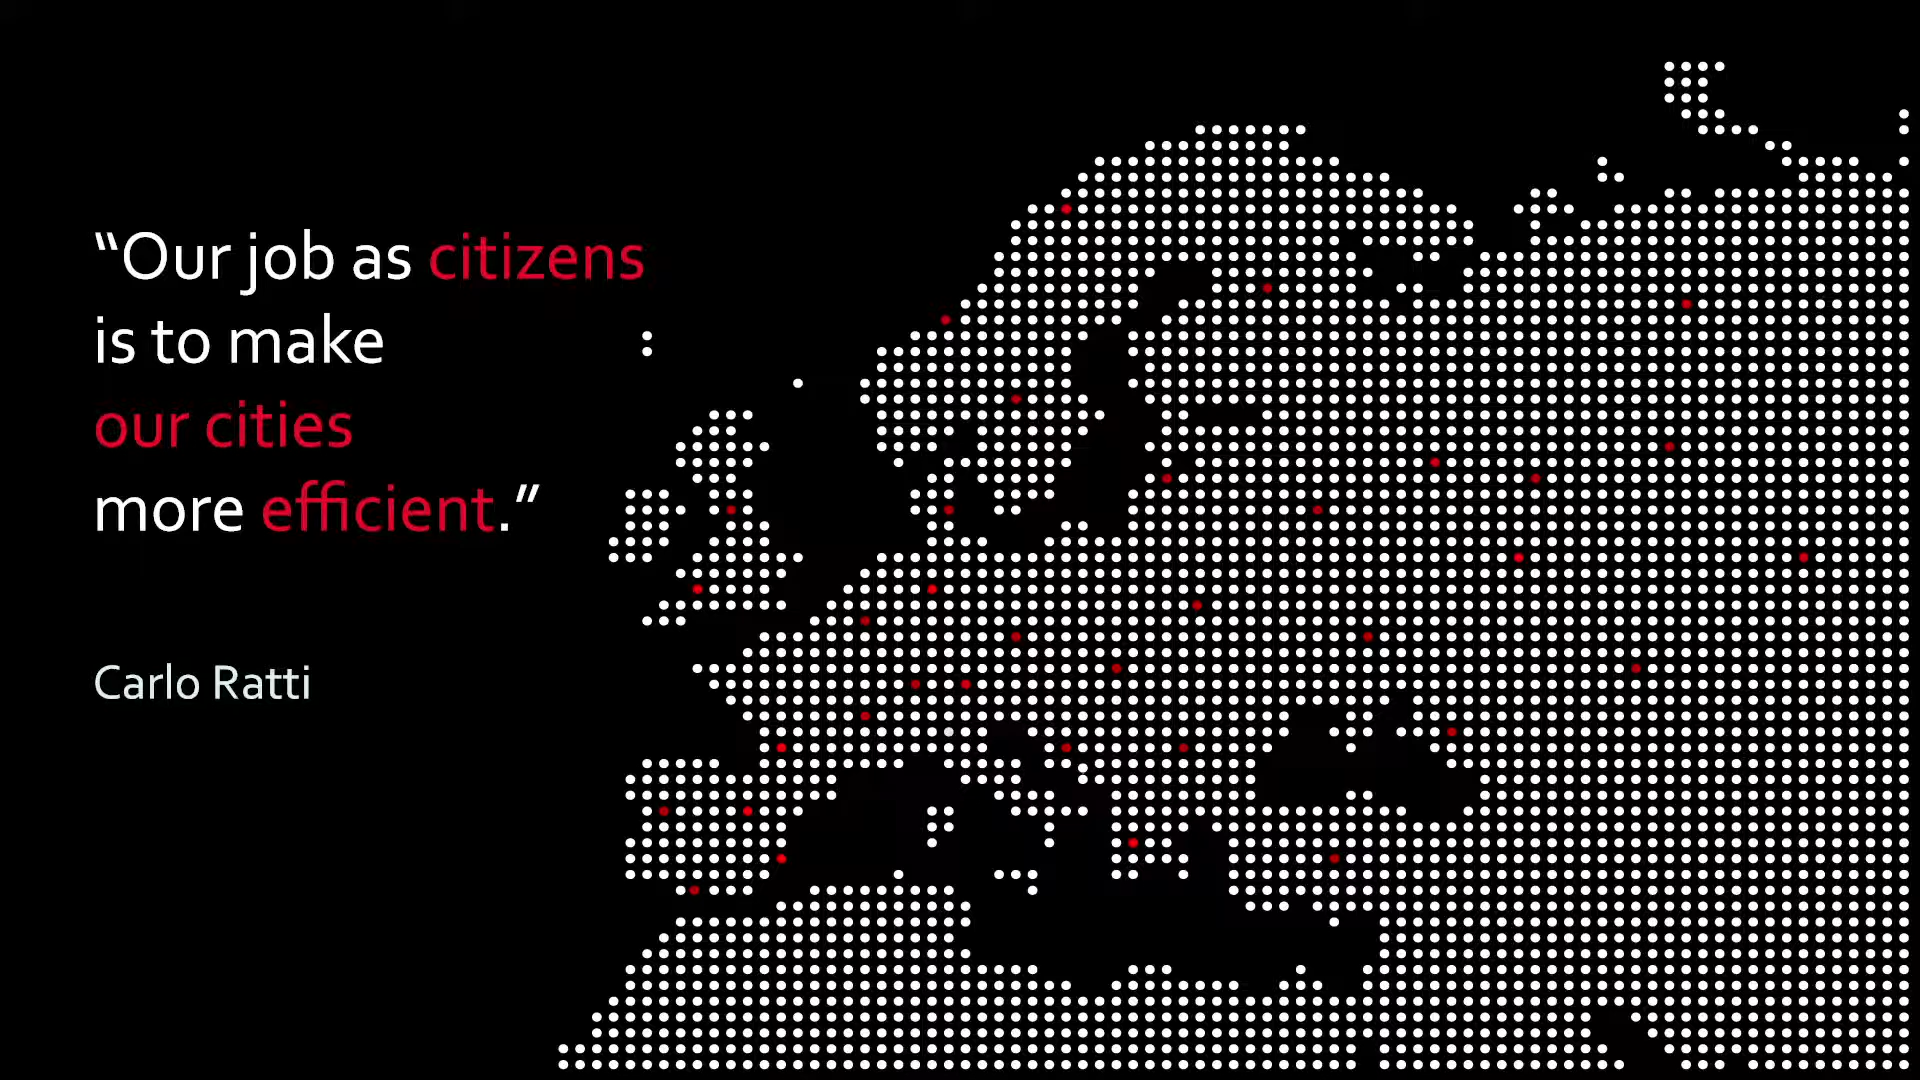 “Our job as citizens
is to make
our cities
more efficient.”
Carlo Ratti